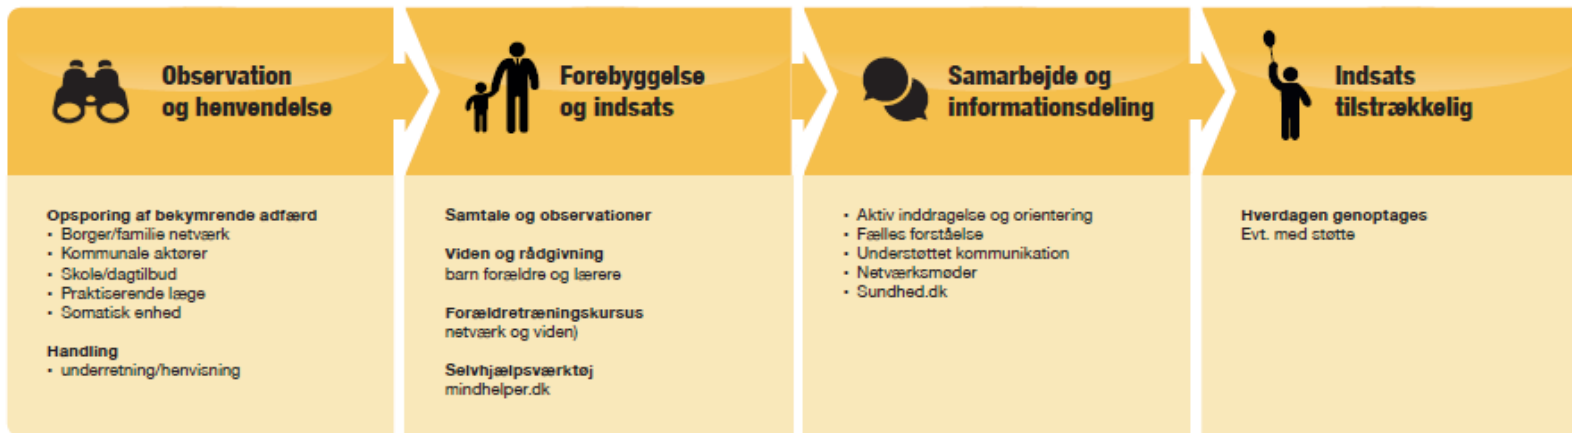 Observation
og henvendelse
Opsporing af bekymrende adfærd
• Borger/familie netværk
• Kommunale aktører
• Skole/dagtilbud
• Praktiserende læge
• Somatisk enhed
Handling
• underretning/henvisning
Forebyggelse
og indsats
Samtale og observationer
Viden og rådgivning
barn forældre og lærere
Forældretræningskursus
netværk og viden)
Selvhjælpsværktøj
mindhelper.dk
Samarbejde og
informationsdeling
• Aktiv inddragelse og orientering
• Fælles forståelse
• Understøttet kommunikation
• Netværksmøder
• Sundhed.dk
Indsats
tilstrækkelig
Hverdagen genoptages
Evt. med støtte